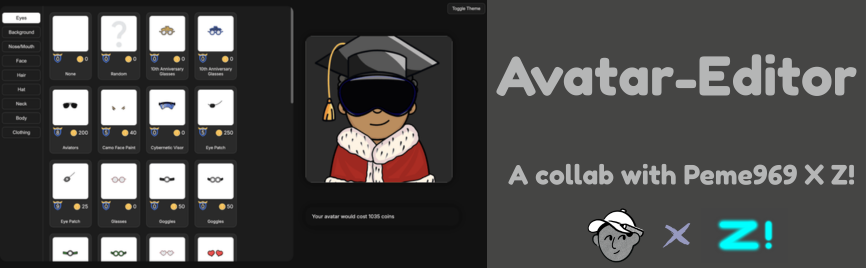 Toggle Theme
Eyes
Background
Nose/Mouth
Face
Hair
Hat
Neck
Body
Clothing
0
0
0
0
None
Random
10th Anniversary Glasses
10th Anniversary Glasses
200
40
0
250
Aviators
Camo Face Paint
Cybernetic Visor
Eye Patch
25
0
50
50
Eye Patch
Glasses
Goggles
Goggles
Your avatar would cost 1035 coins
Avatar-Editor
A collab with Peme969 X Z!
X
Z!